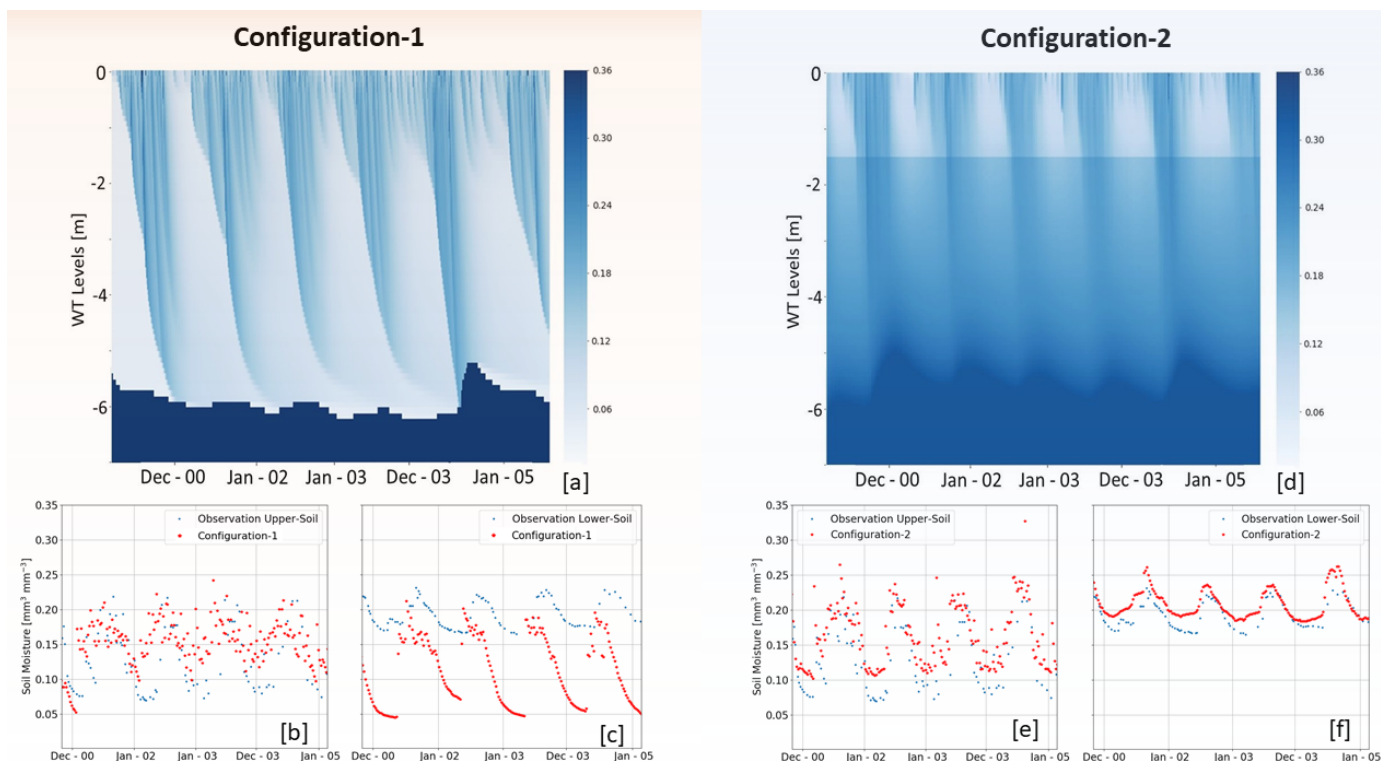 Configuration-1
0
-2
-4
-6
WT Levels [m]
0.36
0.30
0.24
0.18
0.12
0.06
Dec - 00 Jan - 02 Jan - 03 Dec - 03 Jan - 05
[a]
0.35
0.30
0.25
0.20
0.15
0.10
0.05
Soil Moisture [mm³ mm⁻³]
Observation Upper-Soil
Configuration-1
[b]
Dec - 00 Jan - 02 Jan - 03 Dec - 03 Jan - 05
Observation Lower-Soil
Configuration-1
[c]
Dec - 00 Jan - 02 Jan - 03 Dec - 03 Jan - 05
Configuration-2
0
-2
-4
-6
WT Levels [m]
0.36
0.30
0.24
0.18
0.12
0.06
Dec - 00 Jan - 02 Jan - 03 Dec - 03 Jan - 05
[d]
0.35
0.30
0.25
0.20
0.15
0.10
0.05
Soil Moisture [mm³ mm⁻³]
Observation Upper-Soil
Configuration-2
[e]
Dec - 00 Jan - 02 Jan - 03 Dec - 03 Jan - 05
Observation Lower-Soil
Configuration-2
[f]
Dec - 00 Jan - 02 Jan - 03 Dec - 03 Jan - 05